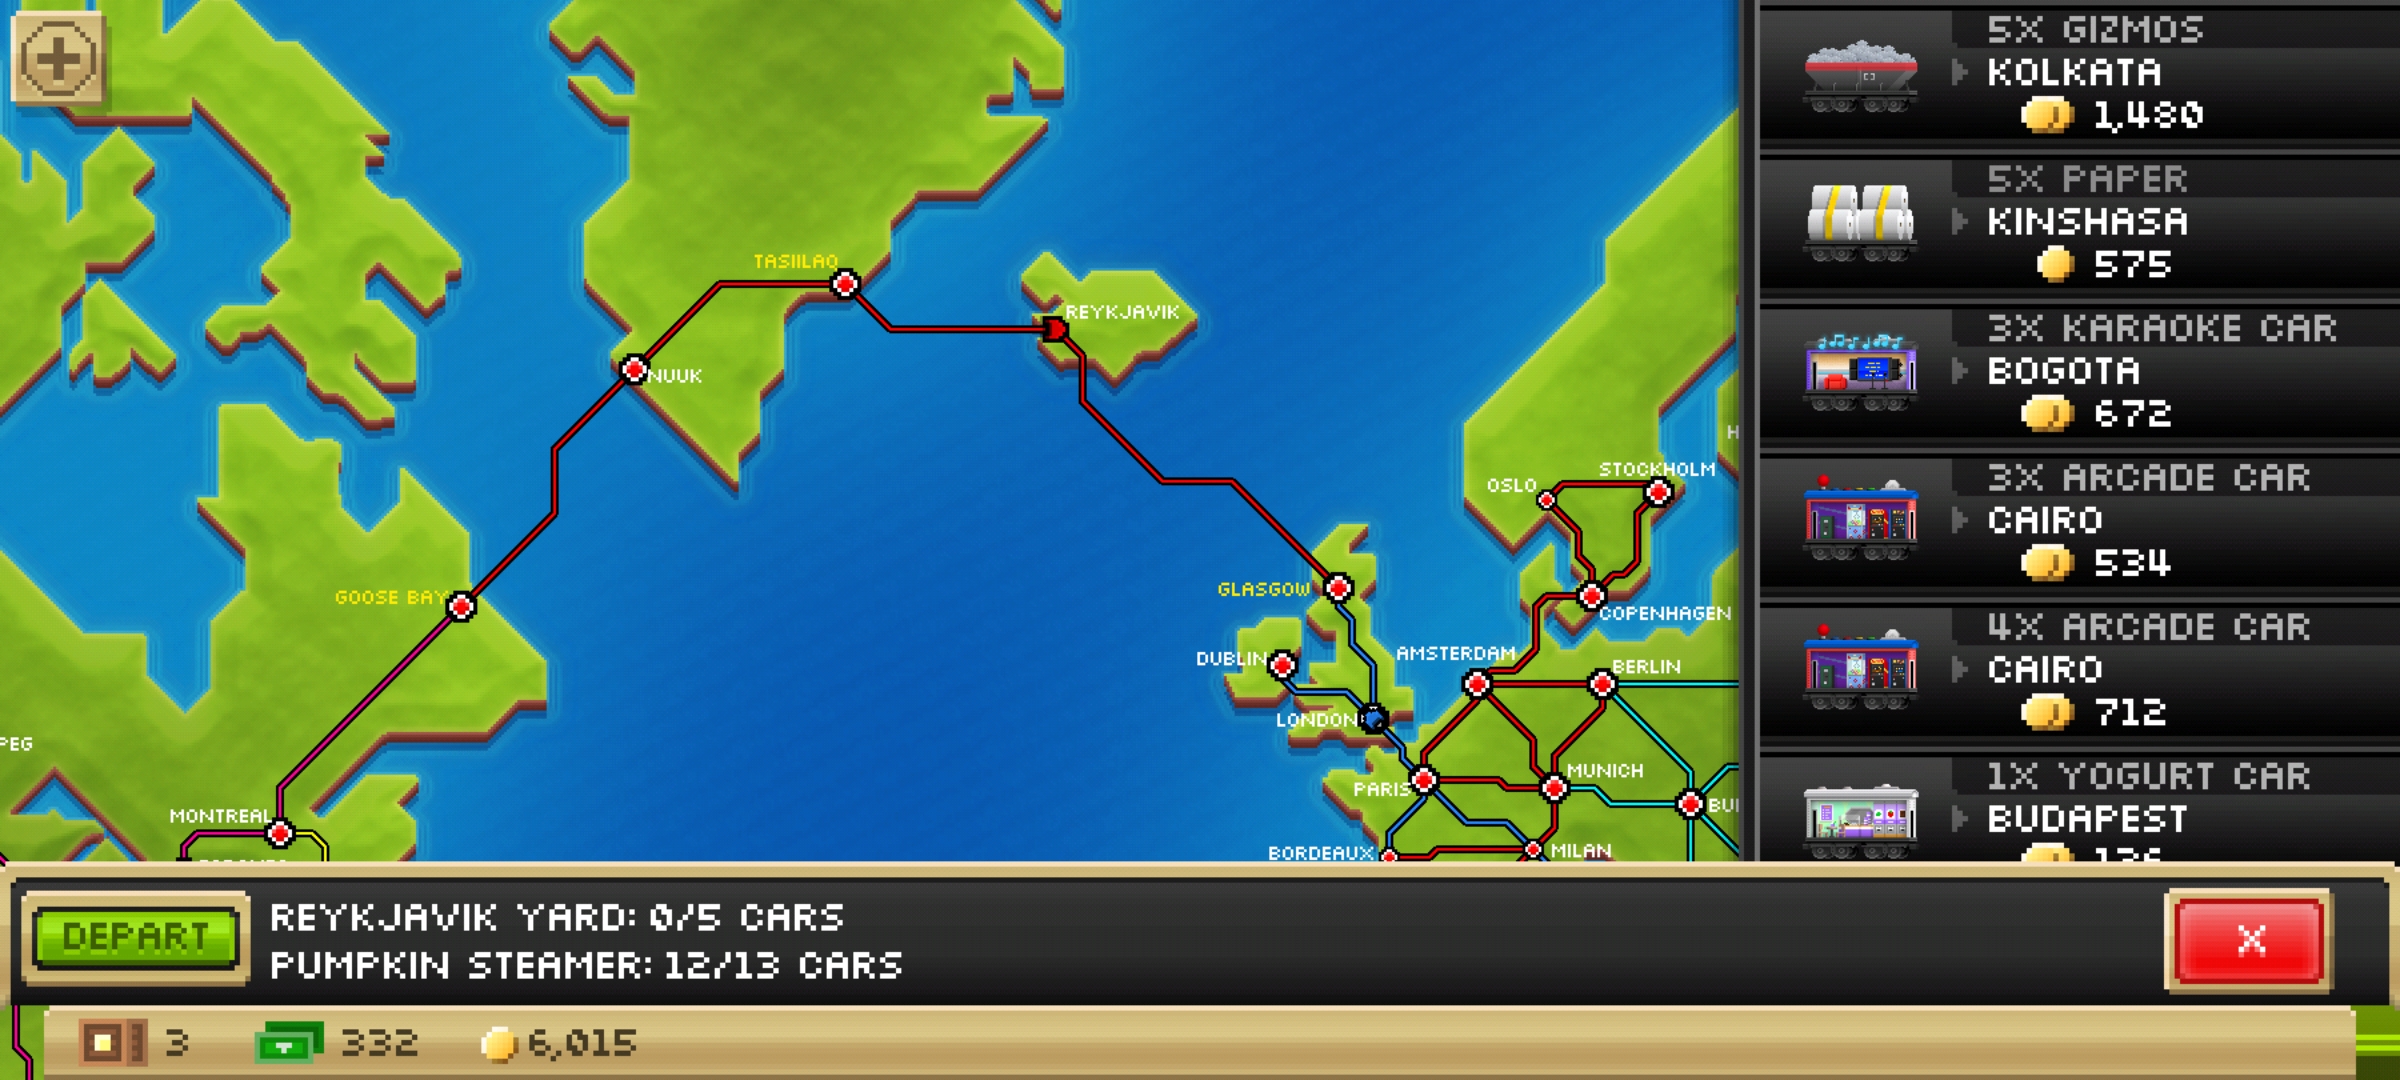 5X GIZMOS
KOLKATA
1,480
5X PAPER
KINSHASA
575
3X KARAOKE CAR
BOGOTA
672
3X ARCADE CAR
CAIRO
534
4X ARCADE CAR
CAIRO
712
1X YOGURT CAR
BUDAPEST
TASIILAQ
REYKJAVIK
NUUK
STOCKHOLM
OSLO
GOOSE BAY
GLASGOW
COPENHAGEN
DUBLIN
AMSTERDAM
BERLIN
LONDON
PEG
MUNICH
PARIS
BU
MONTREAL
BORDEAUX
MILAN
DEPART
REYKJAVIK YARD: 0/5 CARS
PUMPKIN STEAMER: 12/13 CARS
X
3
332
6,015